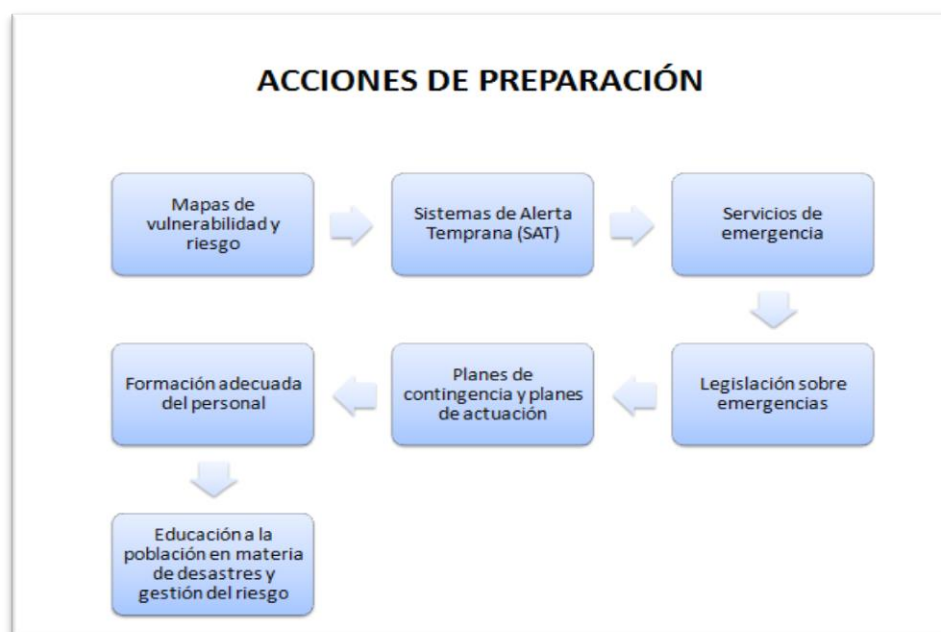 ACCIONES DE PREPARACIÓN
Mapas de
vulnerabilidad y
riesgo
Sistemas de Alerta
Temprana (SAT)
Servicios de
emergencia
Legislación sobre
emergencias
Planes de
contingencia y planes
de actuación
Formación adecuada
del personal
Educación a la
población en materia
de desastres y
gestión del riesgo